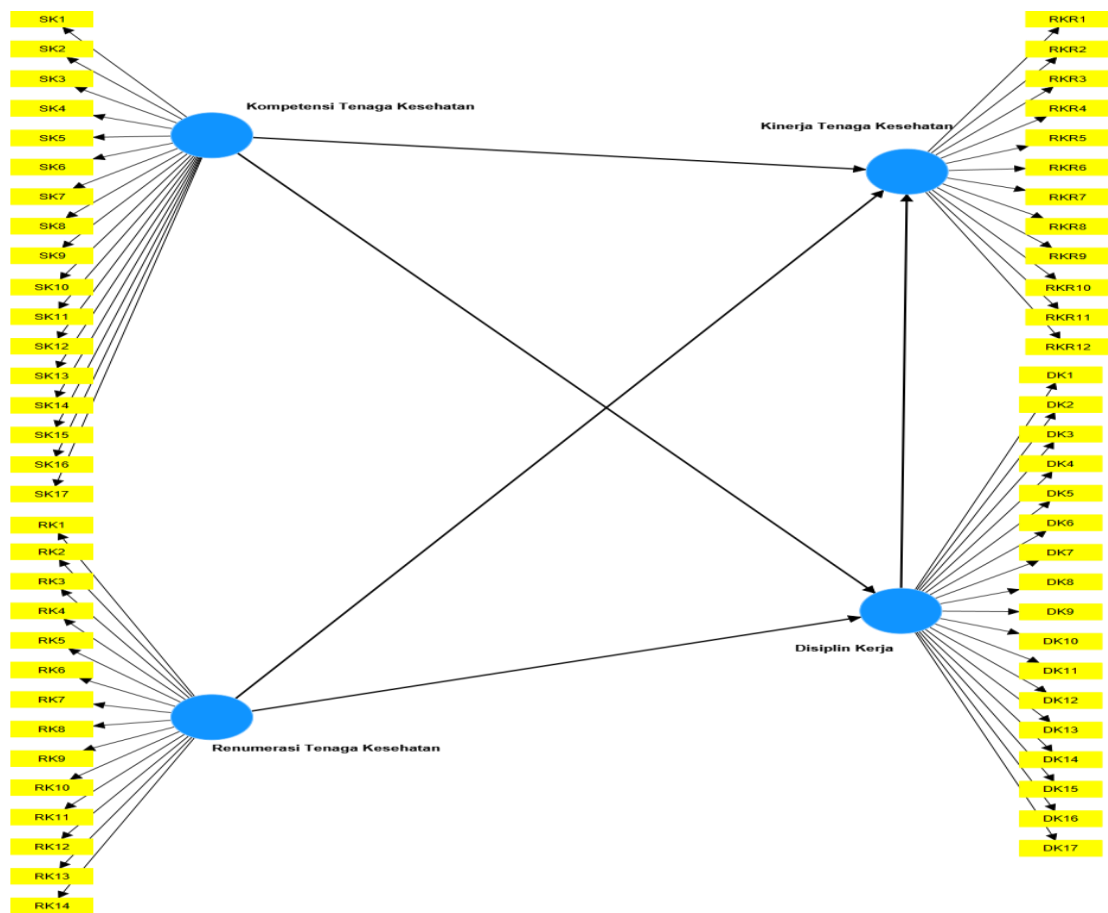 SK1
SK2
SK3
SK4
SK5
SK6
SK7
SK8
SK9
SK10
SK11
SK12
SK13
SK14
SK15
SK16
SK17
RK1
RK2
RK3
RK4
RK5
RK6
RK7
RK8
RK9
RK10
RK11
RK12
RK13
RK14
Kompetensi Tenaga Kesehatan
Renumerasi Tenaga Kesehatan
Kinerja Tenaga Kesehatan
Disiplin Kerja
RKR1
RKR2
RKR3
RKR4
RKR5
RKR6
RKR7
RKR8
RKR9
RKR10
RKR11
RKR12
DK1
DK2
DK3
DK4
DK5
DK6
DK7
DK8
DK9
DK10
DK11
DK12
DK13
DK14
DK15
DK16
DK17